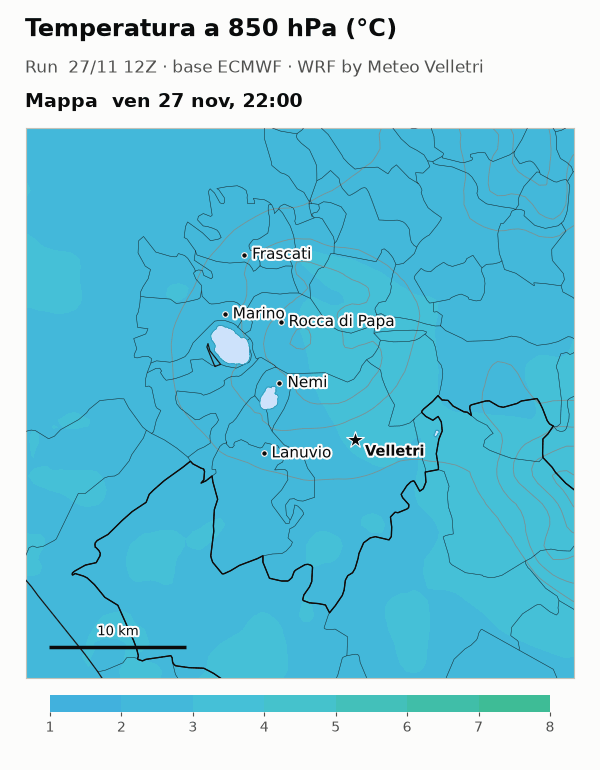 Temperatura a 850 hPa (°C)
Run  27/11 12Z · base ECMWF · WRF by Meteo Velletri
Mappa  ven 27 nov, 22:00
Frascati
Marino
Rocca di Papa
Nemi
Velletri
Lanuvio
10 km
1 2 3 4 5 6 7 8